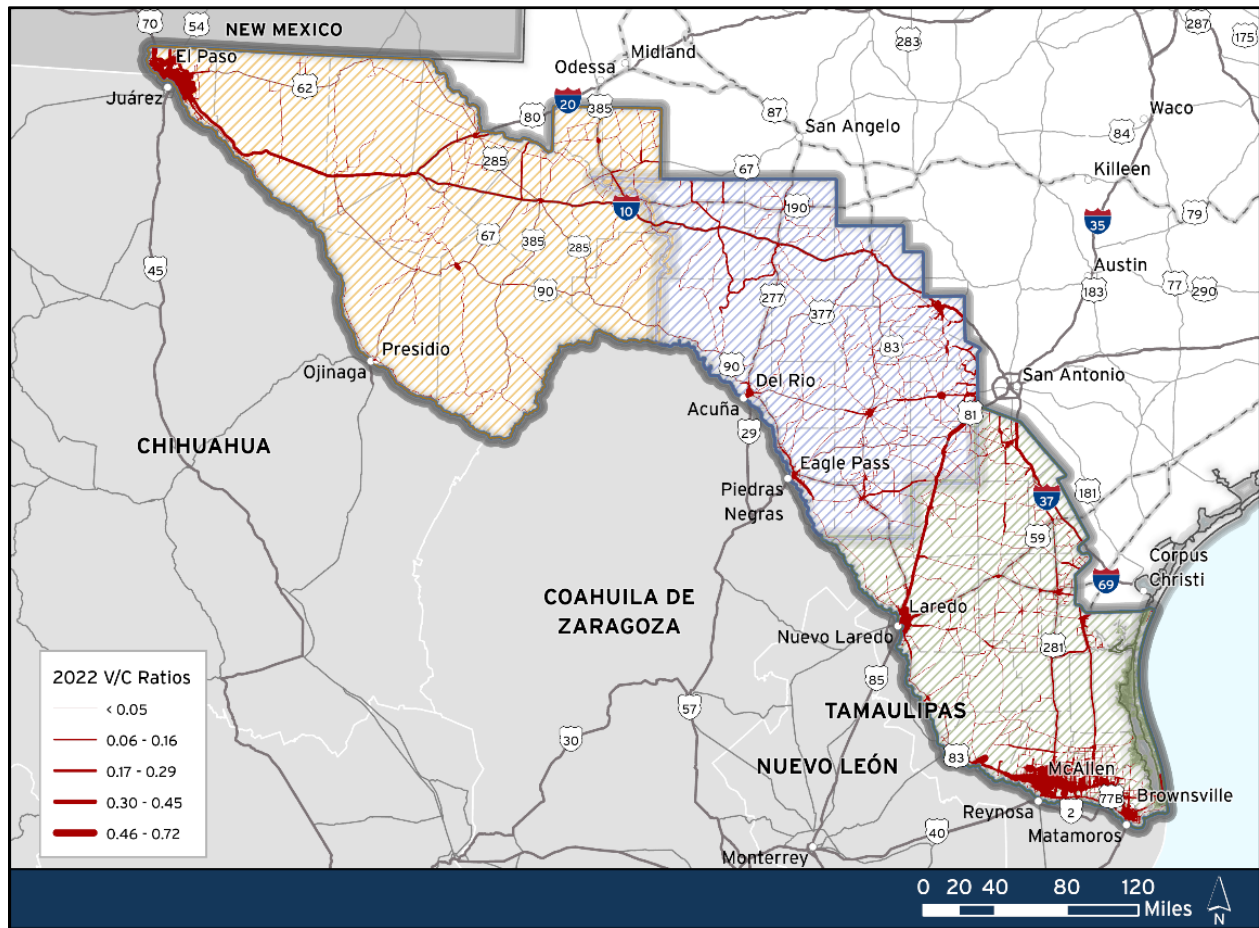 70
54
NEW MEXICO
287
175
283
El Paso
Midland
Odessa
62
Juárez
20
385
80
87
Waco
84
San Angelo
285
67
Killeen
10
190
79
35
67
385
285
Austin
45
183
77
290
90
277
377
Presidio
83
Ojinaga
90
Del Rio
San Antonio
Acuña
81
CHIHUAHUA
29
Eagle Pass
Piedras
Negras
37
181
59
Corpus
Christi
69
COAHUILA DE
ZARAGOZA
Laredo
Nuevo Laredo
281
85
TAMAULIPAS
57
30
NUEVO LEÓN
83
McAllen
77B
Brownsville
Reynosa
2
Matamoros
40
Monterrey
2022 V/C Ratios
< 0.05
0.06 - 0.16
0.17 - 0.29
0.30 - 0.45
0.46 - 0.72
0 20 40 80 120
Miles
N